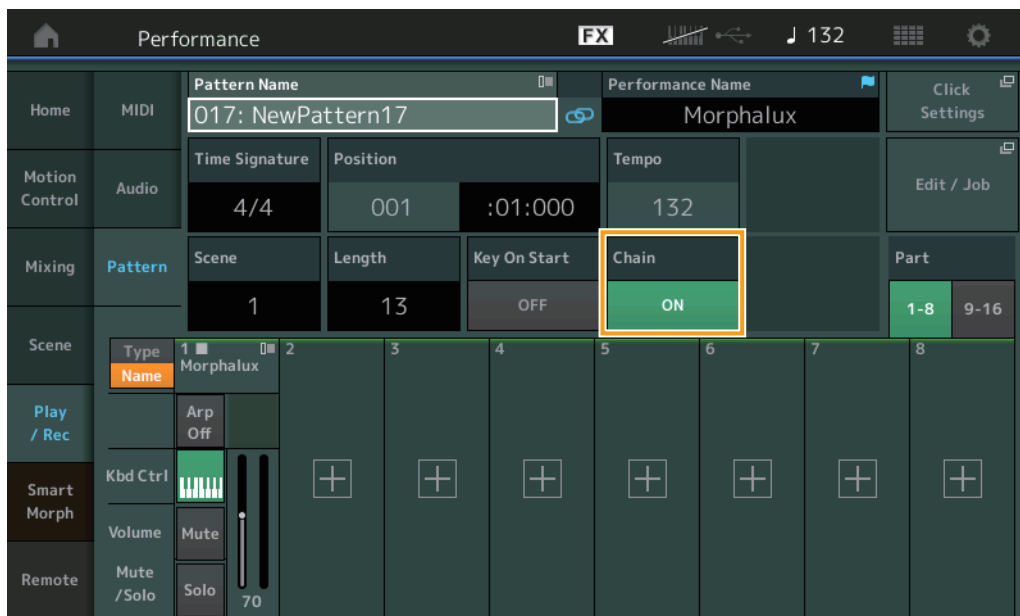 Performance
FX
132
Home
Motion
Control
Mixing
Scene
Play
/ Rec
Smart
Morph
Remote
MIDI
Audio
Pattern
Pattern Name
017: NewPattern17
Performance Name
Morphalux
Click
Settings
Time Signature
4/4
Position
001 :01:000
Tempo
132
Edit / Job
Scene
1
Length
13
Key On Start
OFF
Chain
ON
Part
1-8 9-16
Type
Name
1
Morphalux
2 3 4 5 6 7 8
Arp
Off
Kbd Ctrl
Volume
Mute
Mute
/Solo
Solo
70